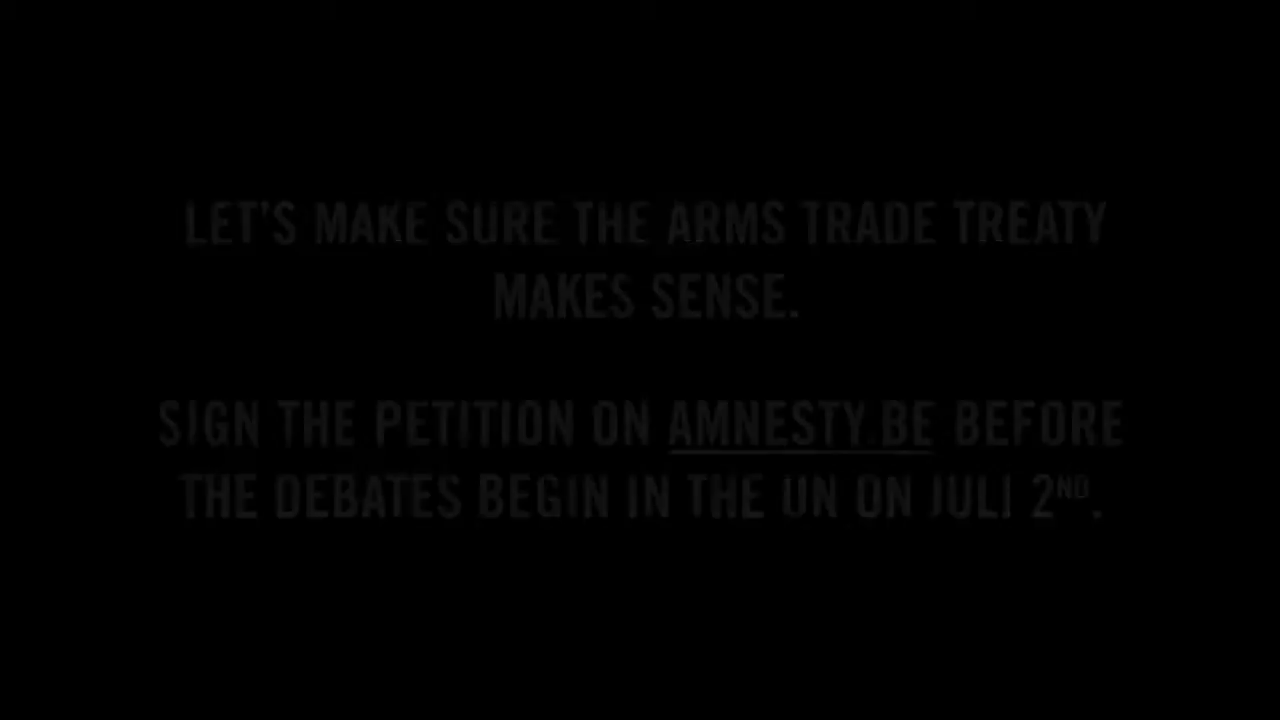 LET'S MAKE SURE THE ARMS TRADE TREATY
MAKES SENSE.
SIGN THE PETITION ON AMNESTY.BE BEFORE
THE DEBATES BEGIN IN THE UN ON JULI 2ND.